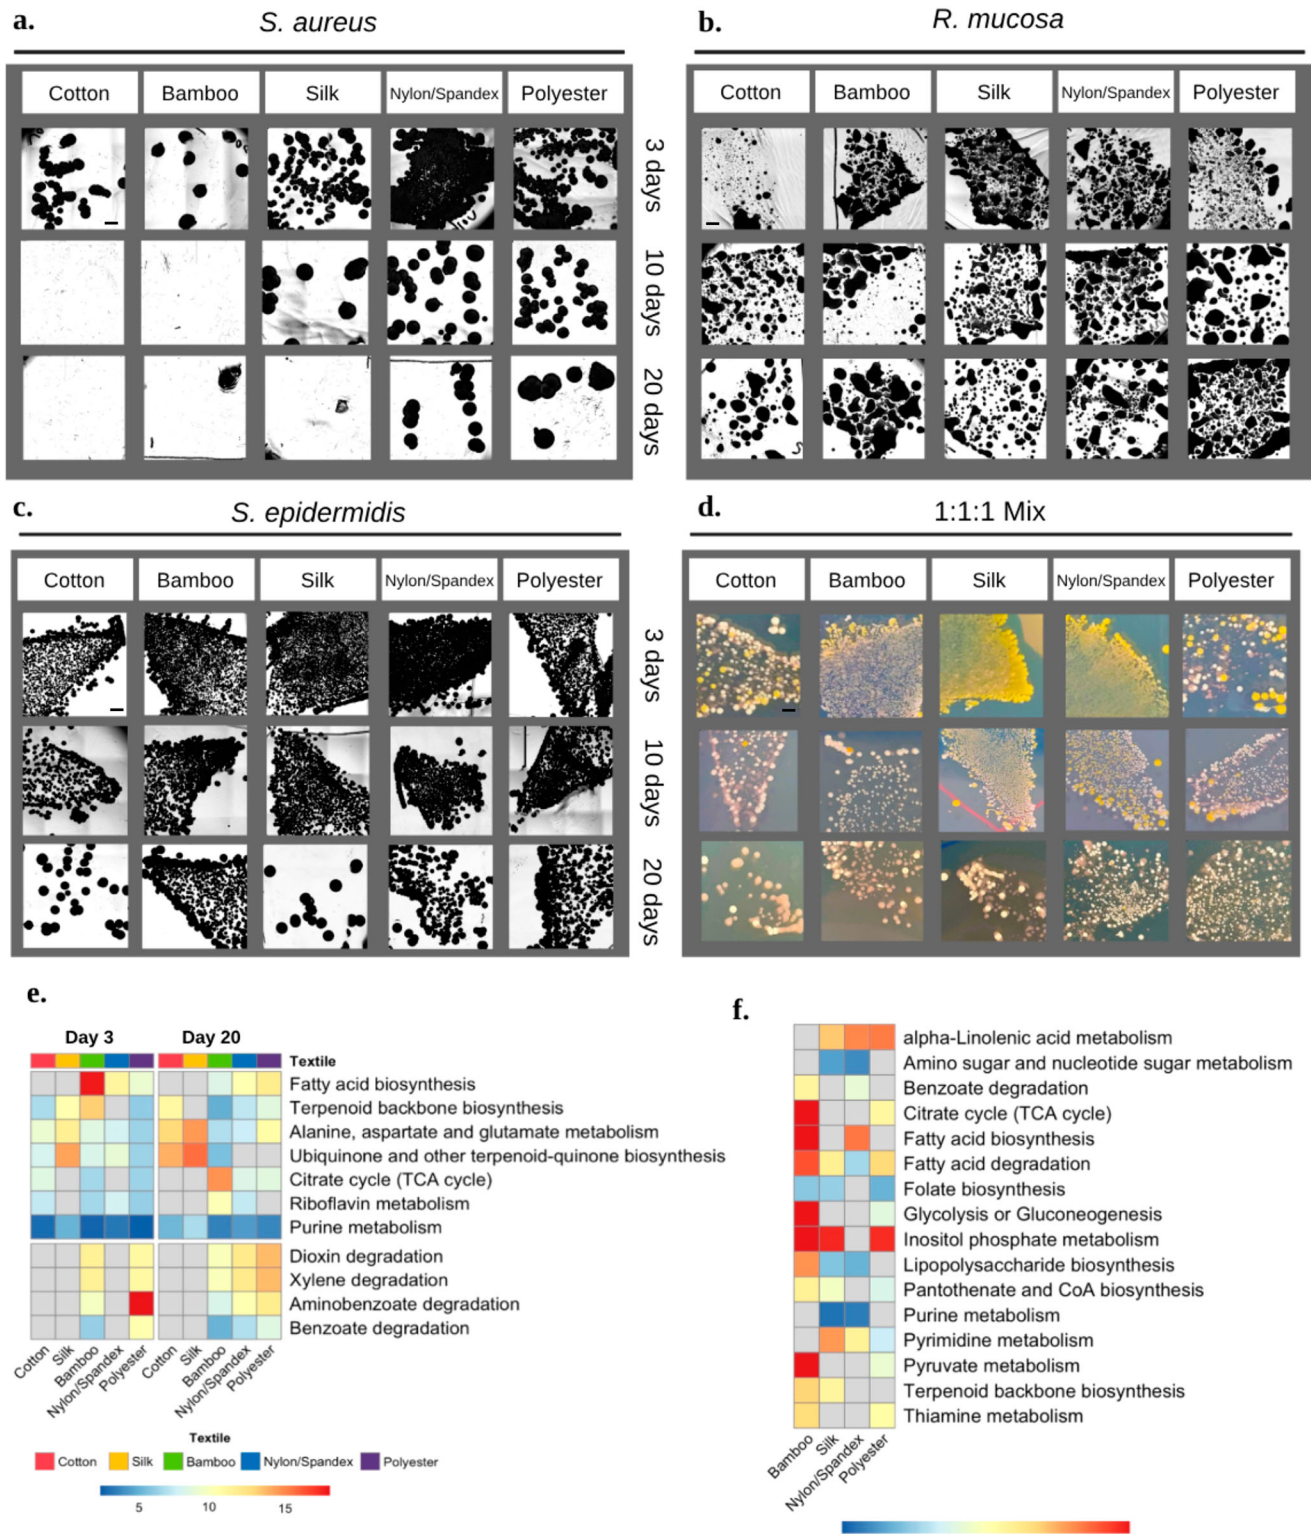 a.
S. aureus
Cotton Bamboo Silk Nylon/Spandex Polyester
3 days
10 days
20 days
b.
R. mucosa
Cotton Bamboo Silk Nylon/Spandex Polyester
c.
S. epidermidis
Cotton Bamboo Silk Nylon/Spandex Polyester
3 days
10 days
20 days
d.
1:1:1 Mix
Cotton Bamboo Silk Nylon/Spandex Polyester
e.
Day 3 Day 20
Textile
Fatty acid biosynthesis
Terpenoid backbone biosynthesis
Alanine, aspartate and glutamate metabolism
Ubiquinone and other terpenoid-quinone biosynthesis
Citrate cycle (TCA cycle)
Riboflavin metabolism
Purine metabolism
Dioxin degradation
Xylene degradation
Aminobenzoate degradation
Benzoate degradation
Cotton Silk Bamboo Nylon/Spandex Polyester Cotton Silk Bamboo Nylon/Spandex Polyester
Textile
Cotton Silk Bamboo Nylon/Spandex Polyester
5 10 15
f.
alpha-Linolenic acid metabolism
Amino sugar and nucleotide sugar metabolism
Benzoate degradation
Citrate cycle (TCA cycle)
Fatty acid biosynthesis
Fatty acid degradation
Folate biosynthesis
Glycolysis or Gluconeogenesis
Inositol phosphate metabolism
Lipopolysaccharide biosynthesis
Pantothenate and CoA biosynthesis
Purine metabolism
Pyrimidine metabolism
Pyruvate metabolism
Terpenoid backbone biosynthesis
Thiamine metabolism
Bamboo Silk Nylon/Spandex Polyester